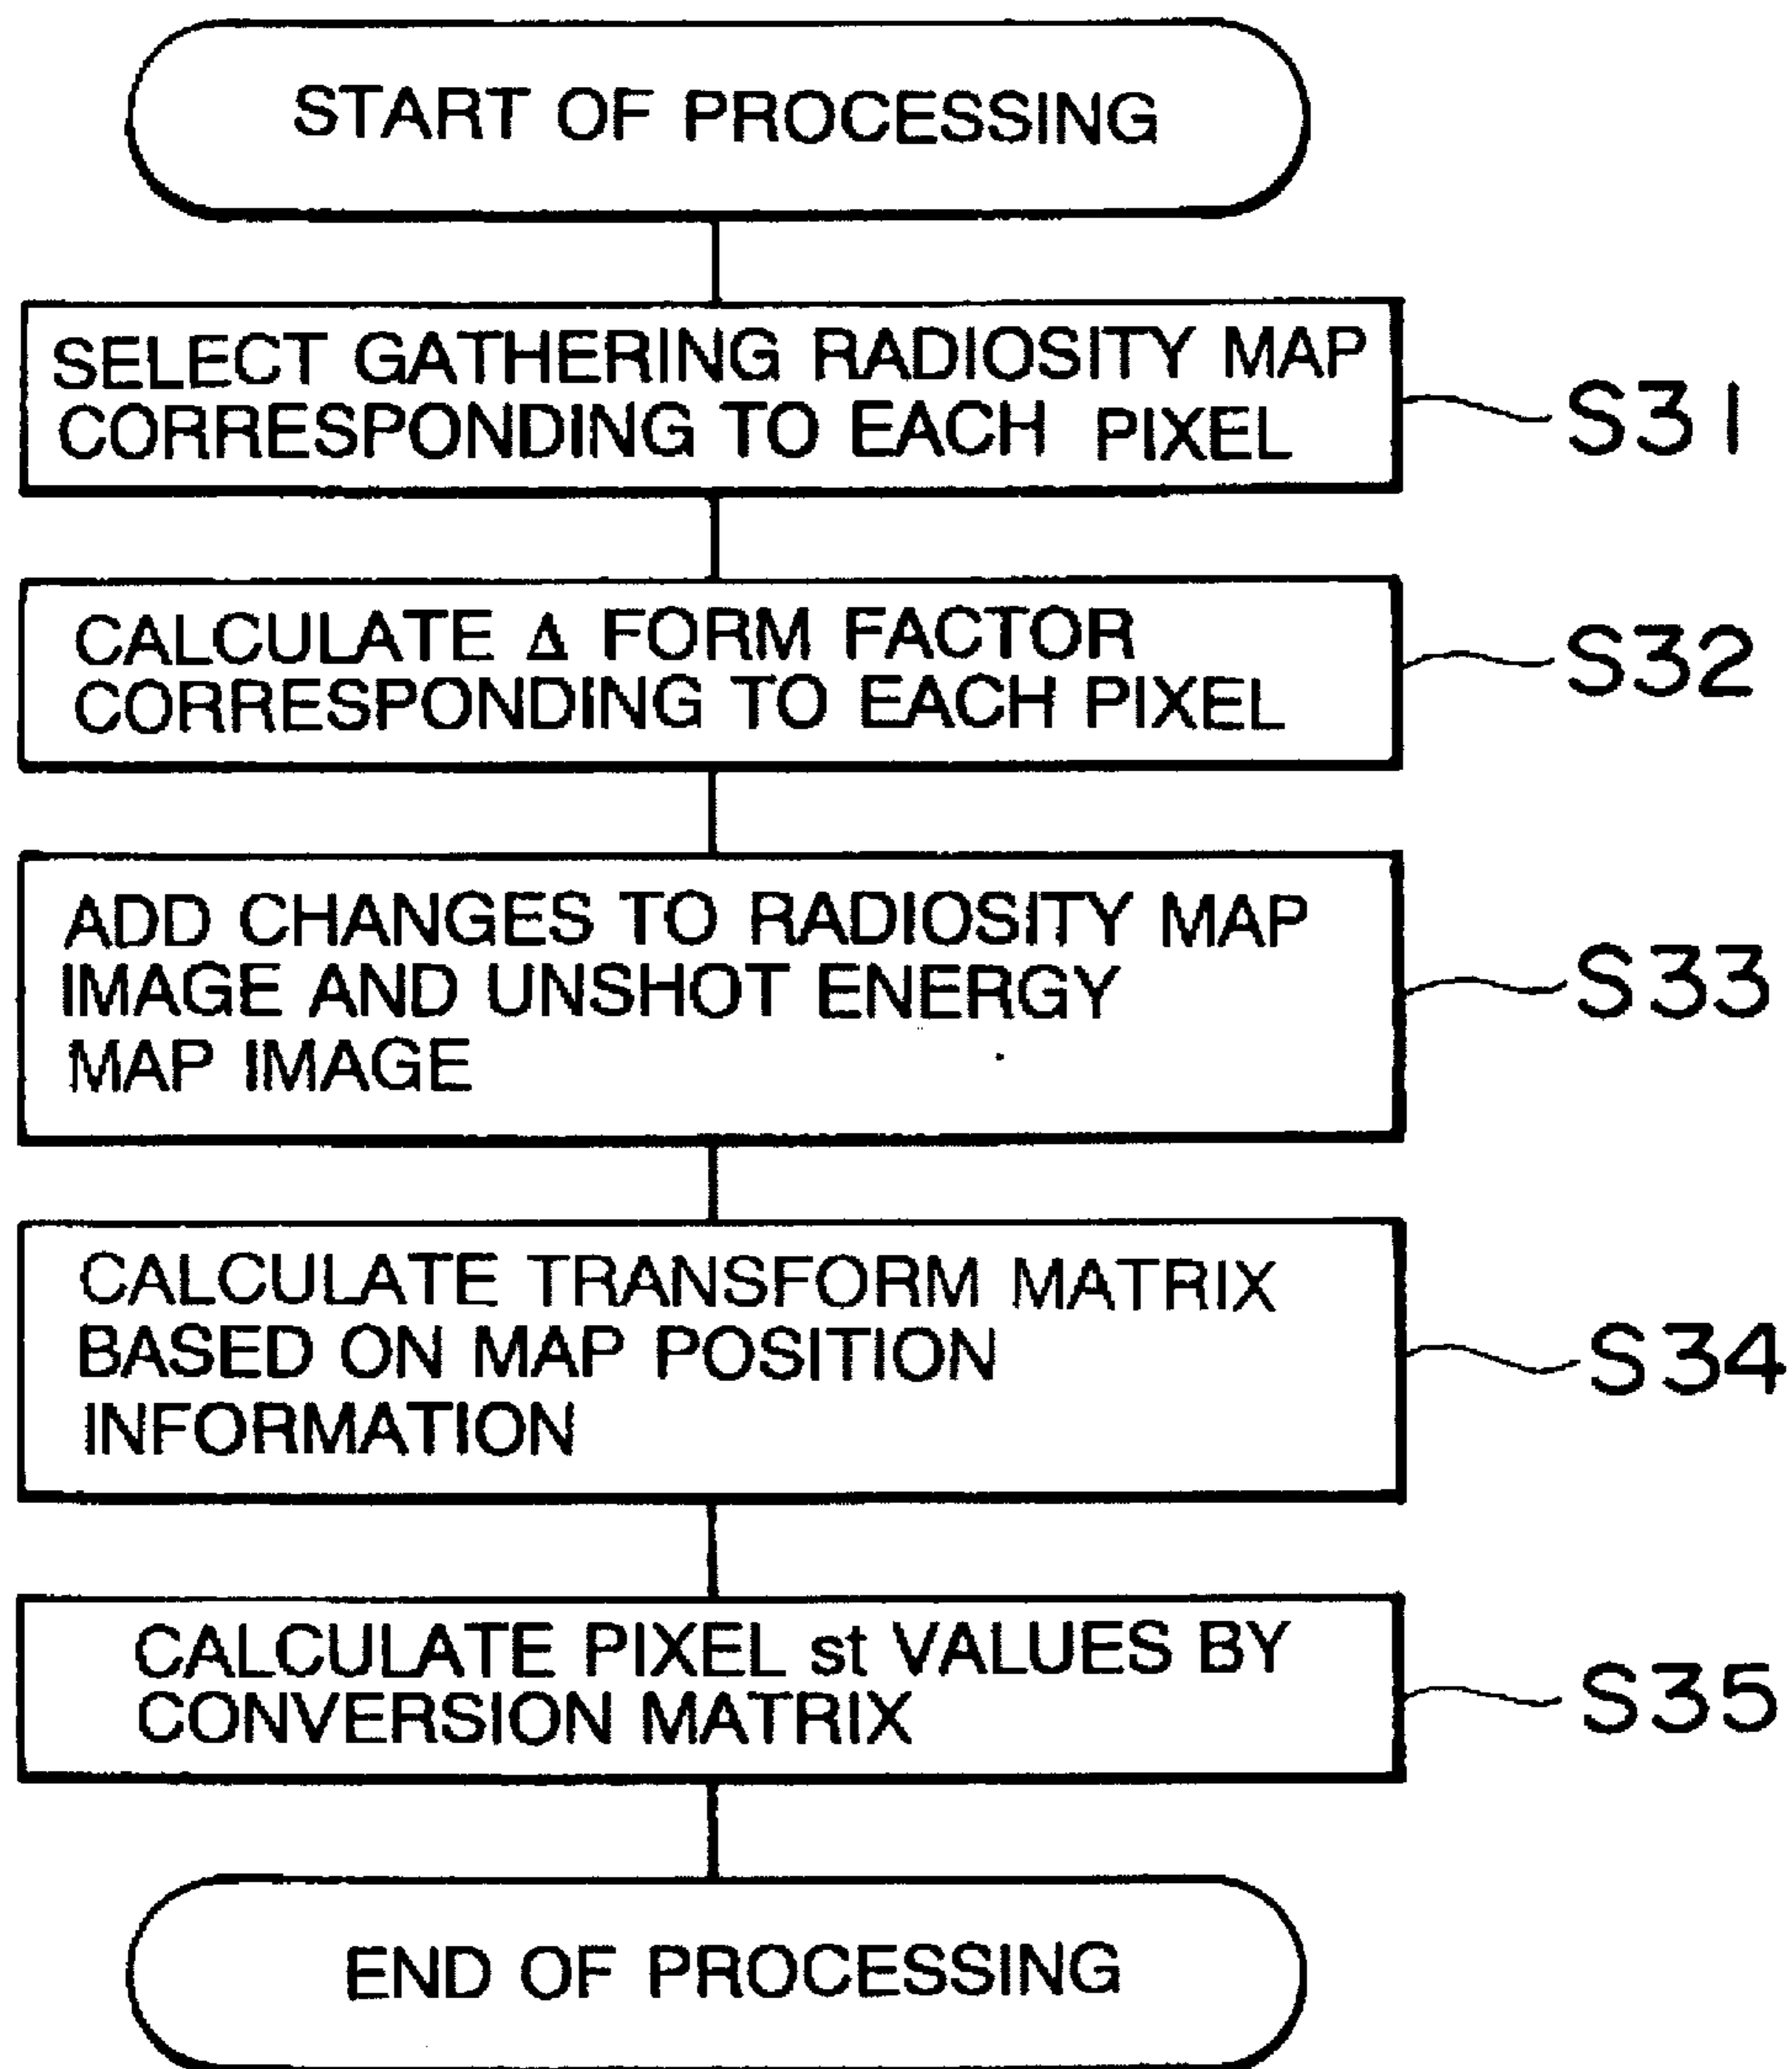 START OF PROCESSING
SELECT GATHERING RADIOSITY MAP
CORRESPONDING TO EACH PIXEL
S31
CALCULATE Δ FORM FACTOR
CORRESPONDING TO EACH PIXEL
S32
ADD CHANGES TO RADIOSITY MAP
IMAGE AND UNSHOT ENERGY
MAP IMAGE
S33
CALCULATE TRANSFORM MATRIX
BASED ON MAP POSITION
INFORMATION
S34
CALCULATE PIXEL st VALUES BY
CONVERSION MATRIX
S35
END OF PROCESSING